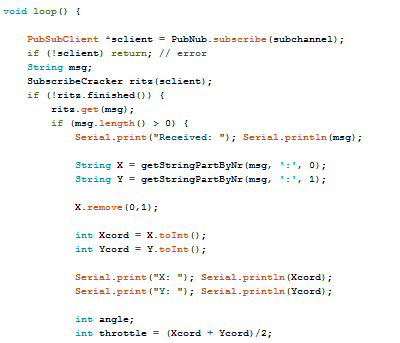 void loop() {
PubSubClient *sclient = PubNub.subscribe(subchannel);
if (!sclient) return; // error
String msg;
SubscribeCracker ritz(sclient);
if (!ritz.finished()) {
ritz.get(msg);
if (msg.length() > 0) {
Serial.print("Received: "); Serial.println(msg);
String X = getStringPartByNr(msg, ':', 0);
String Y = getStringPartByNr(msg, ':', 1);
X.remove(0,1);
int Xcord = X.toInt();
int Ycord = Y.toInt();
Serial.print("X: "); Serial.println(Xcord);
Serial.print("Y: "); Serial.println(Ycord);
int angle;
int throttle = (Xcord + Ycord)/2;